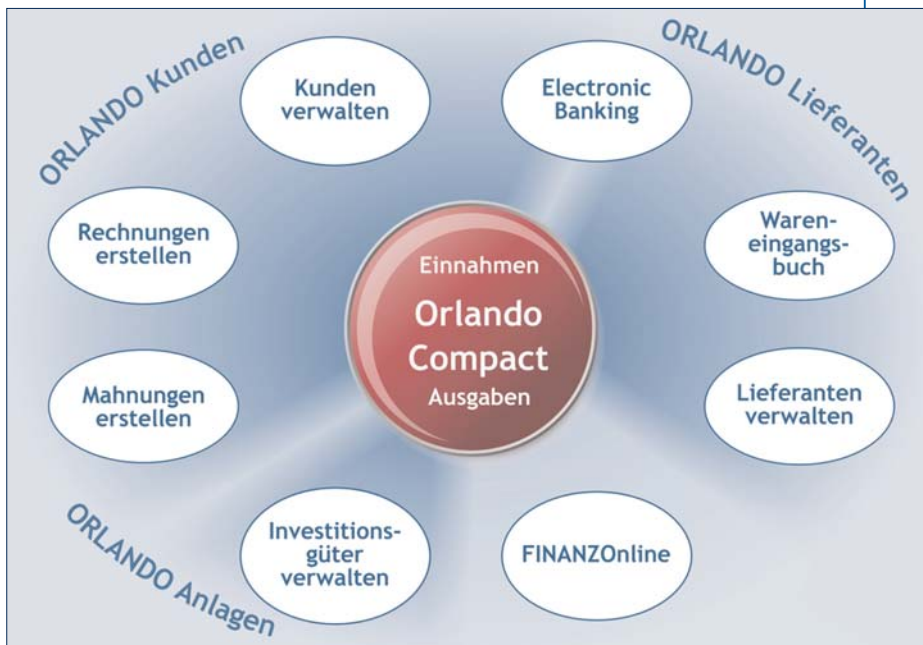 ORLANDO Kunden
Kunden
verwalten
Electronic
Banking
ORLANDO Lieferanten
Rechnungen
erstellen
Waren-
eingangs-
buch
Einnahmen
Orlando
Compact
Ausgaben
Mahnungen
erstellen
Lieferanten
verwalten
ORLANDO Anlagen
Investitions-
güter
verwalten
FINANZOnline